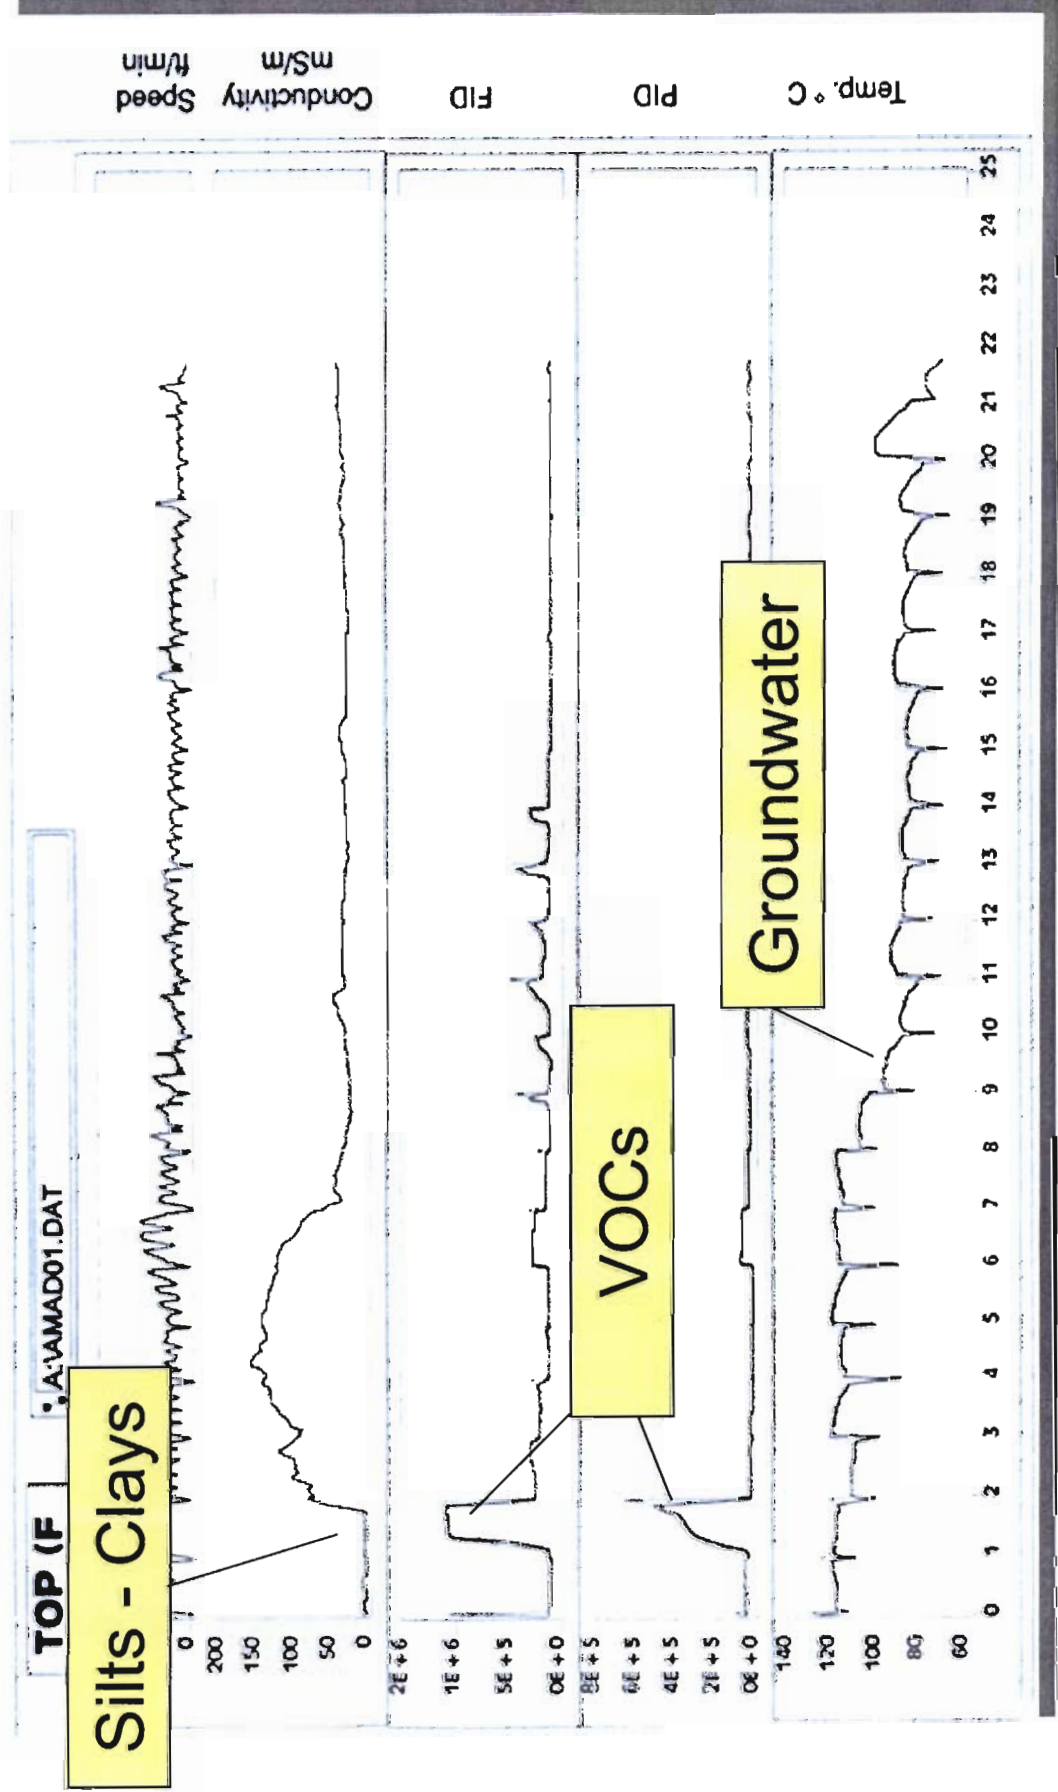 TOP (F
A:\AMAD01.DAT
Silts - Clays
VOCs
Groundwater
Speed
ft/min
Conductivity
mS/m
FID
PID
Temp. ° C
0
200
150
100
50
0
2E+6
1E+6
5E+5
0E+0
8E+5
6E+5
4E+5
2E+5
0E+0
140
120
100
80
60
0 1 2 3 4 5 6 7 8 9 10 11 12 13 14 15 16 17 18 19 20 21 22 23 24 25